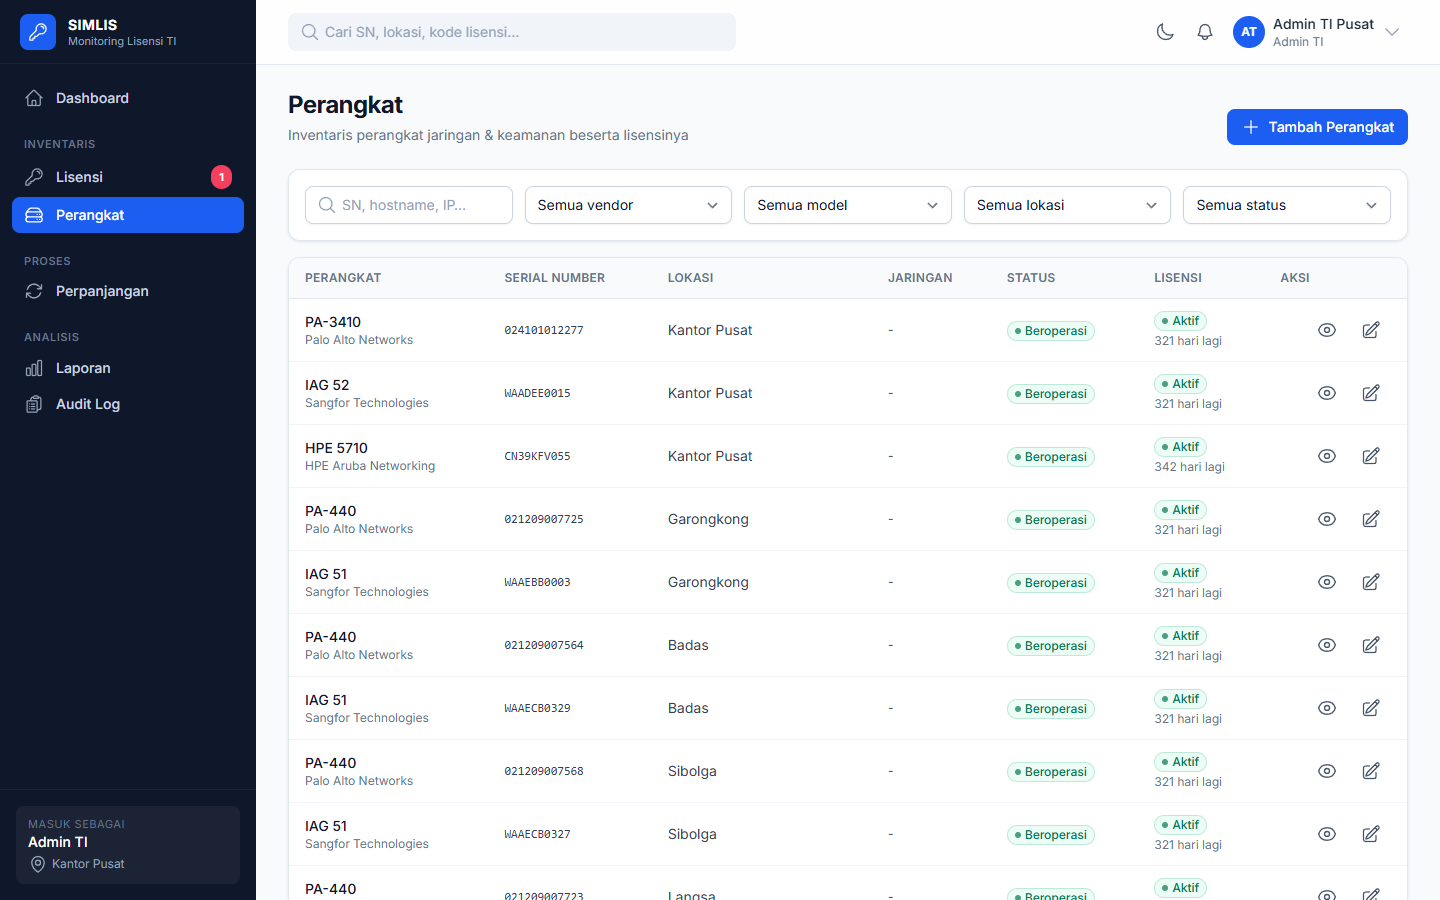 SIMLIS
Monitoring Lisensi TI
Dashboard
INVENTARIS
Lisensi 1
Perangkat
PROSES
Perpanjangan
ANALISIS
Laporan
Audit Log
MASUK SEBAGAI
Admin TI
Kantor Pusat
Cari SN, lokasi, kode lisensi...
AT
Admin TI Pusat
Admin TI
Perangkat
Inventaris perangkat jaringan & keamanan beserta lisensinya
Tambah Perangkat
SN, hostname, IP... Semua vendor Semua model Semua lokasi Semua status
PERANGKAT SERIAL NUMBER LOKASI JARINGAN STATUS LISENSI AKSI
PA-3410
Palo Alto Networks
024101012277 Kantor Pusat - Beroperasi
Aktif
321 hari lagi
IAG 52
Sangfor Technologies
WAADEE0015 Kantor Pusat - Beroperasi
Aktif
321 hari lagi
HPE 5710
HPE Aruba Networking
CN39KFV055 Kantor Pusat - Beroperasi
Aktif
342 hari lagi
PA-440
Palo Alto Networks
021209007725 Garongkong - Beroperasi
Aktif
321 hari lagi
IAG 51
Sangfor Technologies
WAAEBB0003 Garongkong - Beroperasi
Aktif
321 hari lagi
PA-440
Palo Alto Networks
021209007564 Badas - Beroperasi
Aktif
321 hari lagi
IAG 51
Sangfor Technologies
WAAECB0329 Badas - Beroperasi
Aktif
321 hari lagi
PA-440
Palo Alto Networks
021209007568 Sibolga - Beroperasi
Aktif
321 hari lagi
IAG 51
Sangfor Technologies
WAAECB0327 Sibolga - Beroperasi
Aktif
321 hari lagi
PA-440
021209007723 Langsa - Beroperasi
Aktif